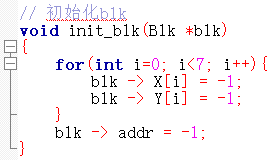 // 初始化blk
void init_blk(Blk *blk)
{
    for(int i=0; i<7; i++){
        blk -> X[i] = -1;
        blk -> Y[i] = -1;
    }
    blk -> addr = -1;
}